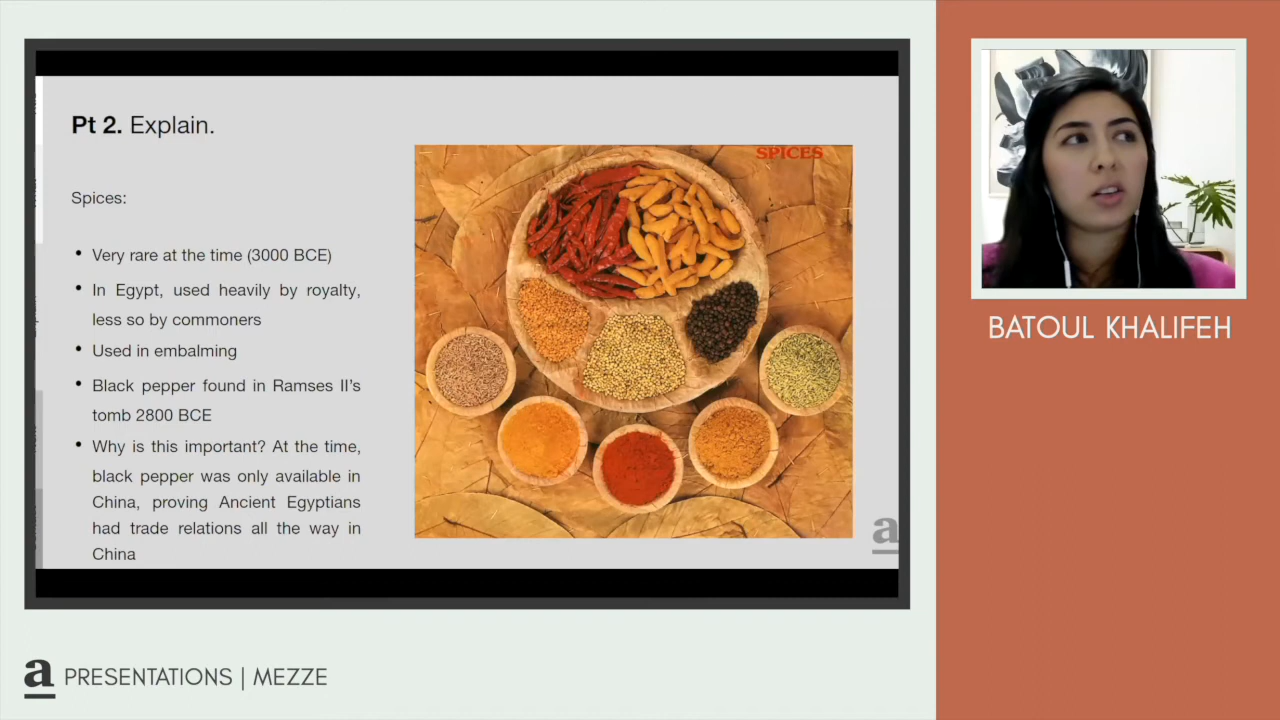 Pt 2. Explain.
Spices:
• Very rare at the time (3000 BCE)
• In Egypt, used heavily by royalty,
less so by commoners
• Used in embalming
• Black pepper found in Ramses II’s
tomb 2800 BCE
• Why is this important? At the time,
black pepper was only available in
China, proving Ancient Egyptians
had trade relations all the way in
China
SPICES
a
BATOUL KHALIFEH
a PRESENTATIONS | MEZZE